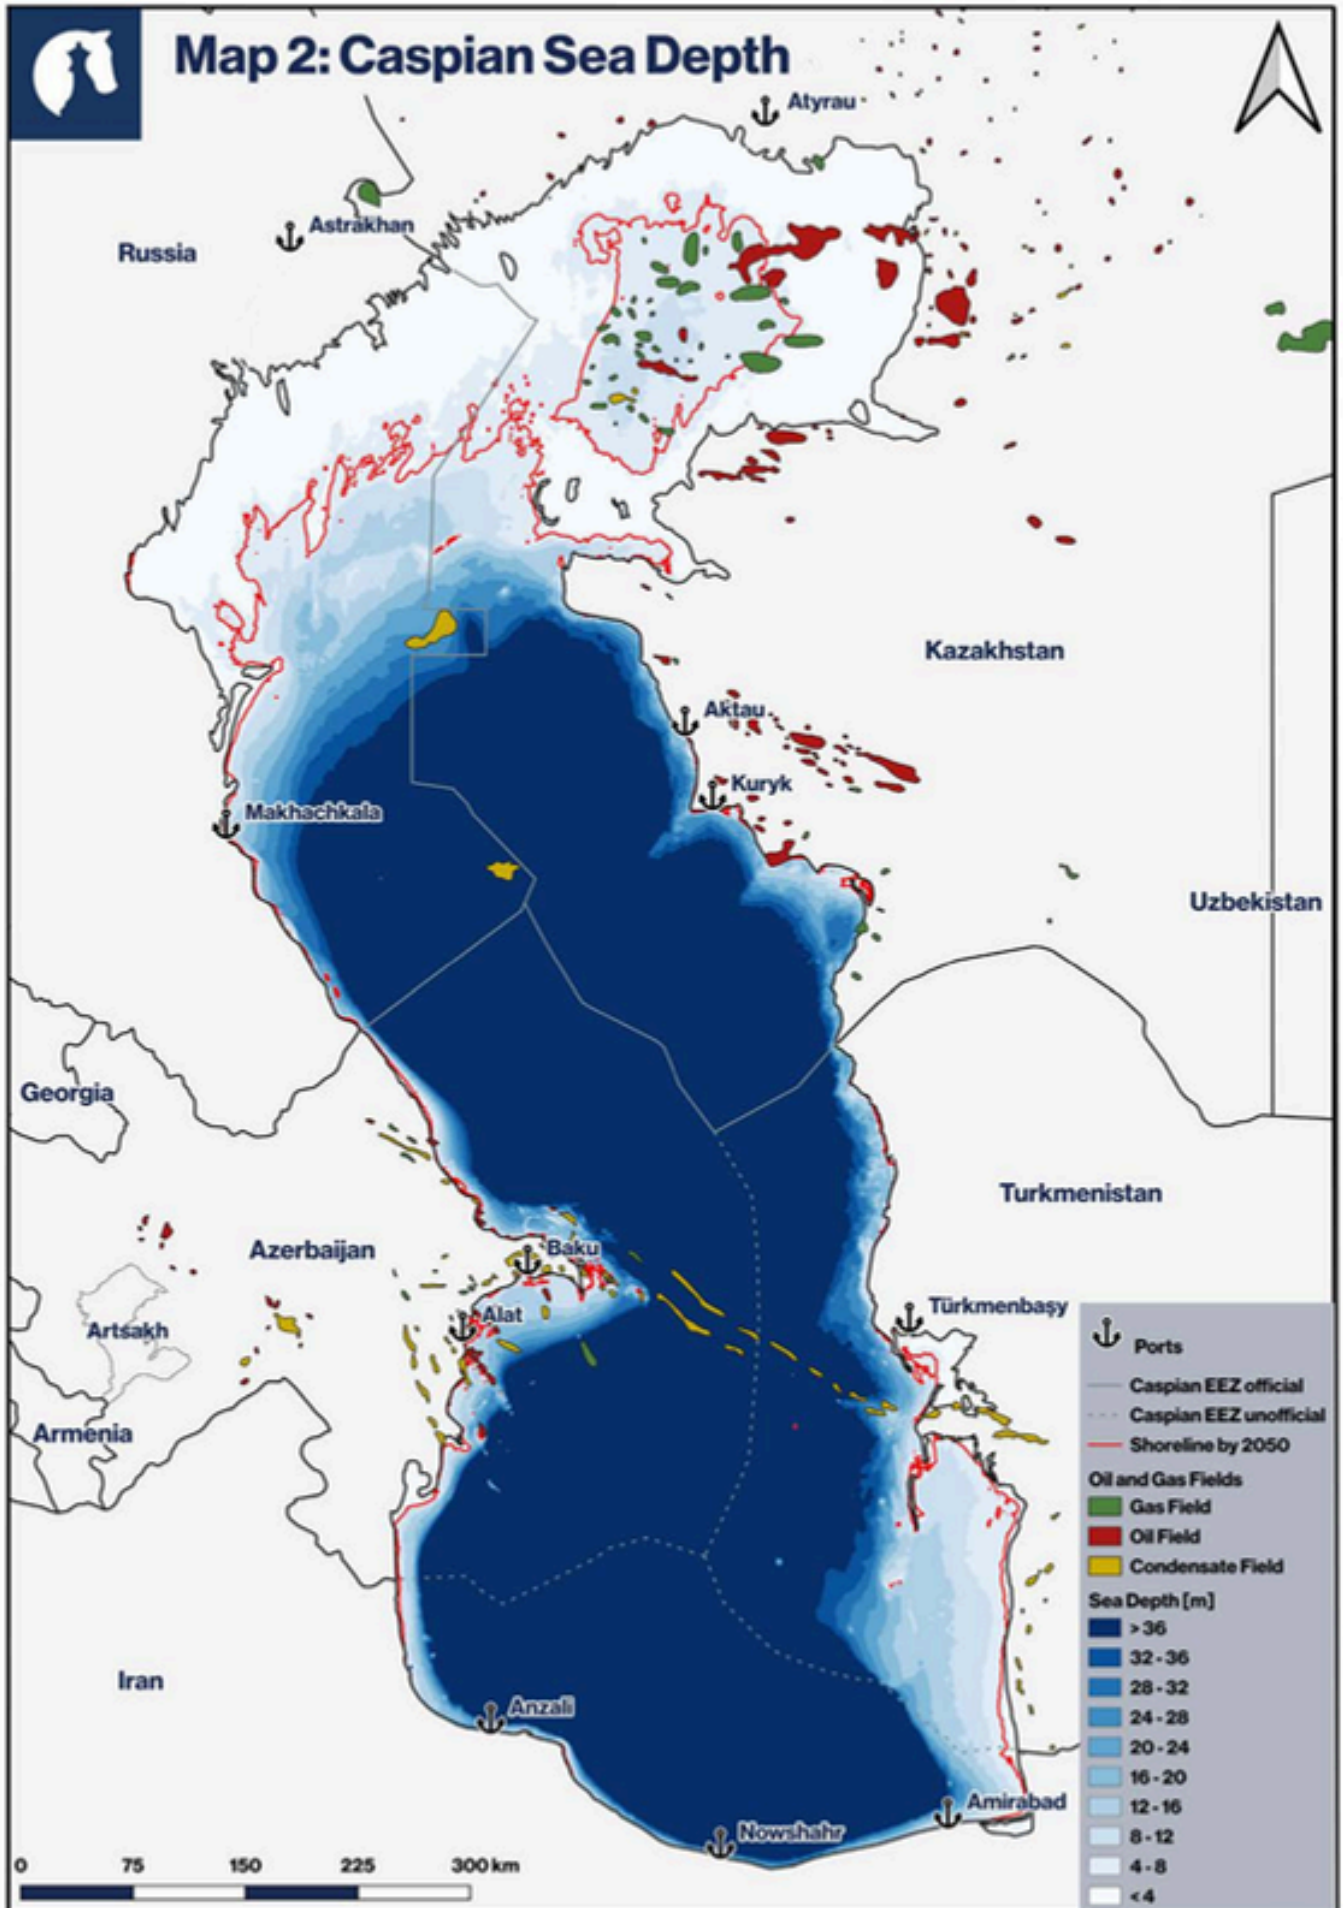 Map 2: Caspian Sea Depth
Atyrau
Astrakhan
Russia
Kazakhstan
Aktau
Kuryk
Makhachkala
Uzbekistan
Georgia
Turkmenistan
Azerbaijan
Baku
Türkmenbaşy
Alat
Artsakh
Armenia
Iran
Anzali
Amirabad
Nowshahr
0 75 150 225 300 km
Ports
Caspian EEZ official
Caspian EEZ unofficial
Shoreline by 2050
Oil and Gas Fields
Gas Field
Oil Field
Condensate Field
Sea Depth [m]
> 36
32 - 36
28 - 32
24 - 28
20 - 24
16 - 20
12 - 16
8 - 12
4 - 8
< 4